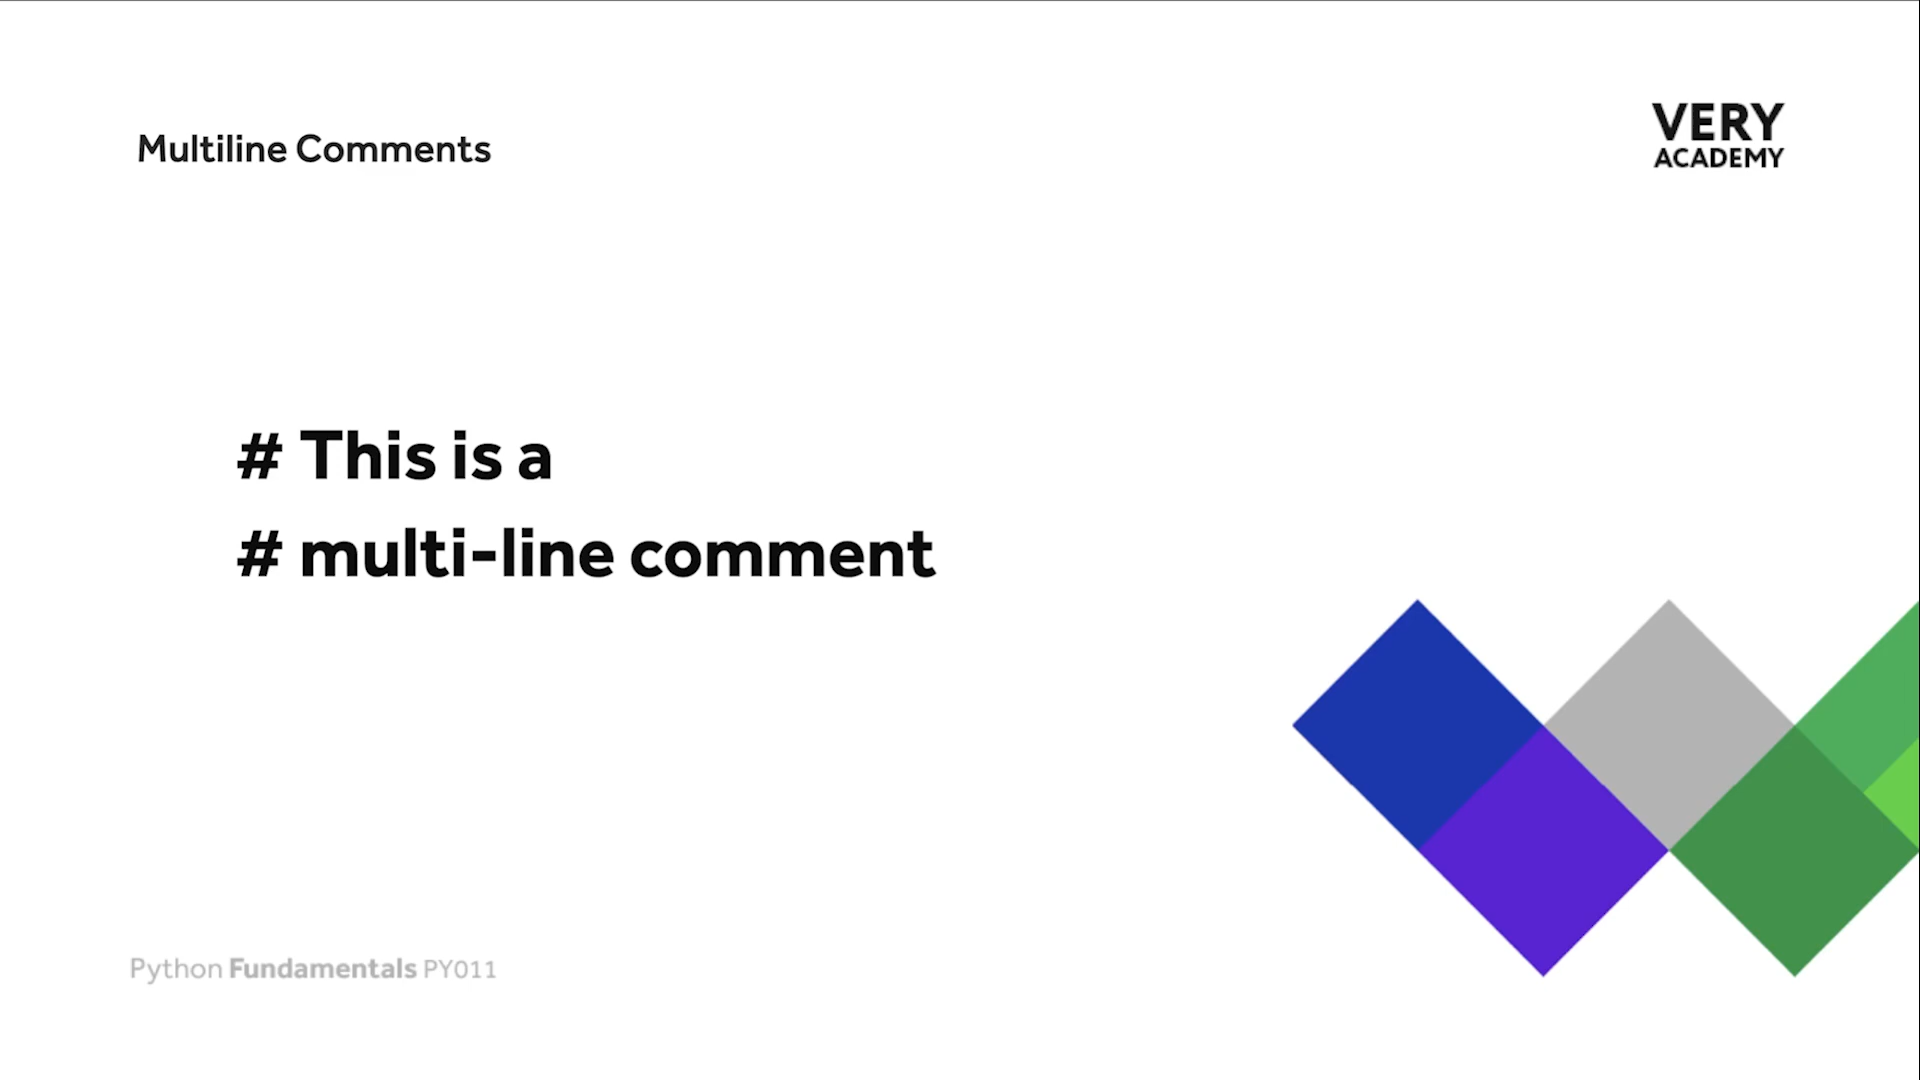 Multiline Comments
VERY
ACADEMY
# This is a
# multi-line comment
Python Fundamentals PY011